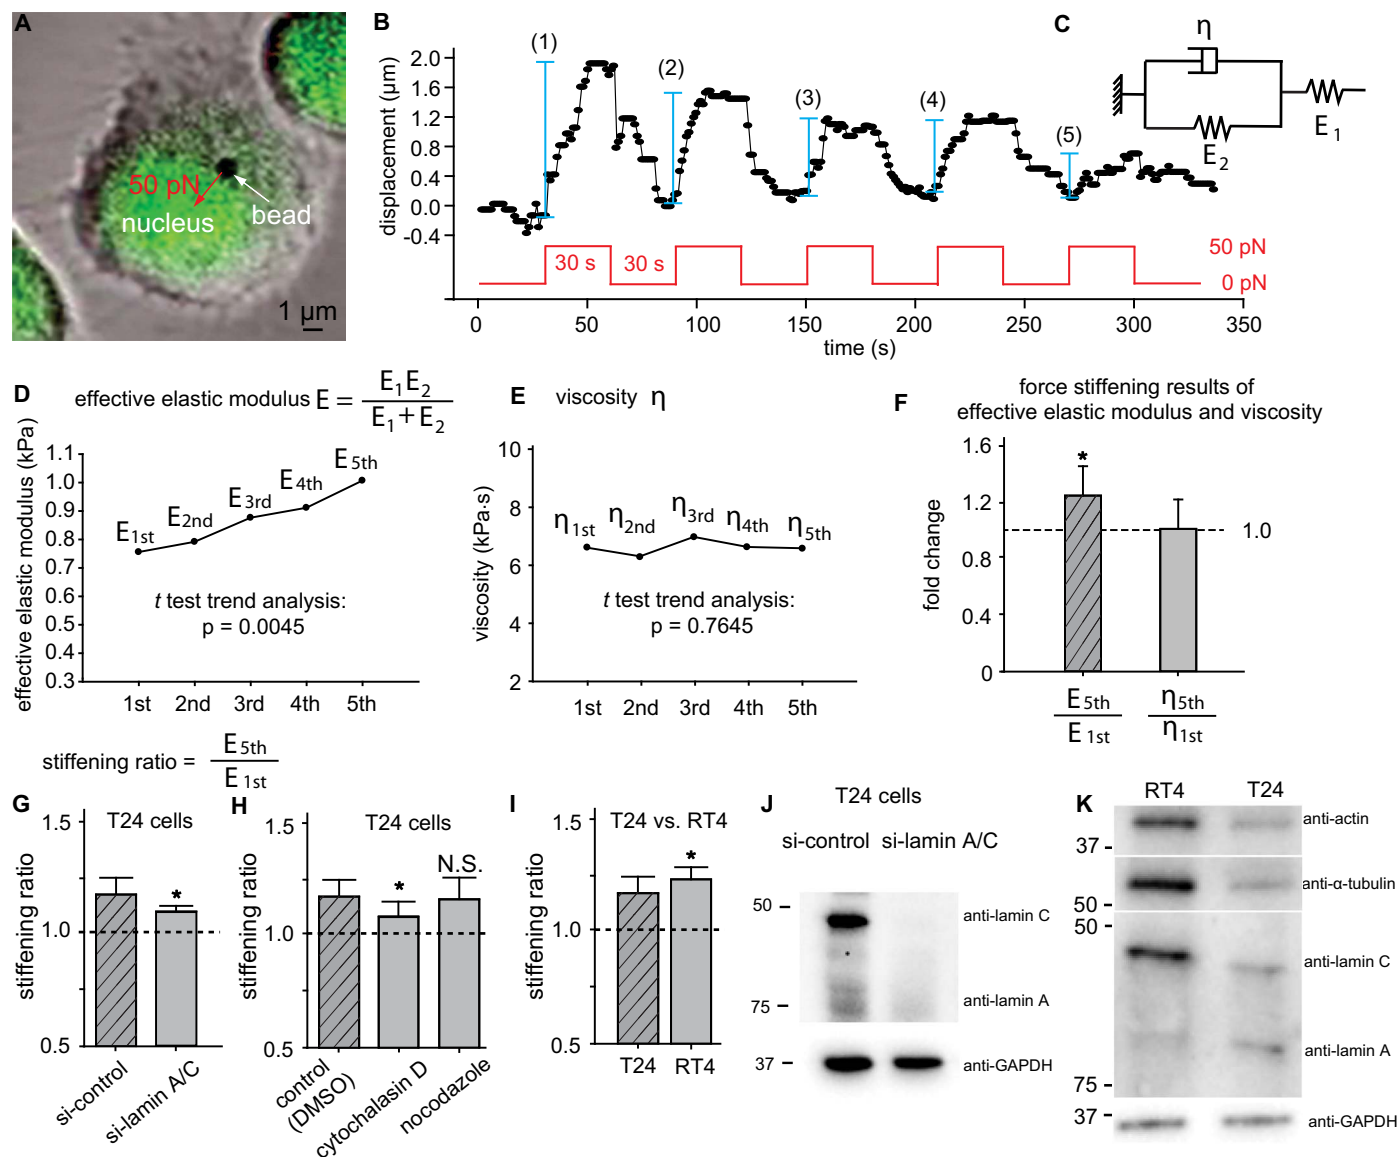 A
50 pN
nucleus
bead
1 µm
B
displacement (µm)
2.0
1.6
1.2
0.8
0.4
0.0
-0.4
(1)
(2)
(3)
(4)
(5)
30 s
30 s
50 pN
0 pN
0
50
100
150
200
250
300
350
time (s)
C
η
E2
E1
D
effective elastic modulus E = E1E2 / E1 + E2
effective elastic modulus (kPa)
1.1
1.0
0.9
0.8
0.7
0.6
0.5
0.4
0.3
E1st
E2nd
E3rd
E4th
E5th
t test trend analysis:
p = 0.0045
1st
2nd
3rd
4th
5th
E
viscosity η
viscosity (kPa·s)
10
8
6
4
2
η1st
η2nd
η3rd
η4th
η5th
t test trend analysis:
p = 0.7645
1st
2nd
3rd
4th
5th
F
force stiffening results of
effective elastic modulus and viscosity
fold change
1.6
1.2
0.8
0.4
0
*
1.0
E5th
E1st
η5th
η1st
stiffening ratio = E5th / E1st
G
T24 cells
stiffening ratio
1.5
1.0
0.5
*
si-control
si-lamin A/C
H
T24 cells
stiffening ratio
1.5
1.0
0.5
*
N.S.
control
(DMSO)
cytochalasin D
nocodazole
I
T24 vs. RT4
stiffening ratio
1.5
1.0
0.5
*
T24
RT4
J
T24 cells
si-control
si-lamin A/C
50
75
37
anti-lamin C
anti-lamin A
anti-GAPDH
K
RT4
T24
37
50
50
75
37
anti-actin
anti-α-tubulin
anti-lamin C
anti-lamin A
anti-GAPDH